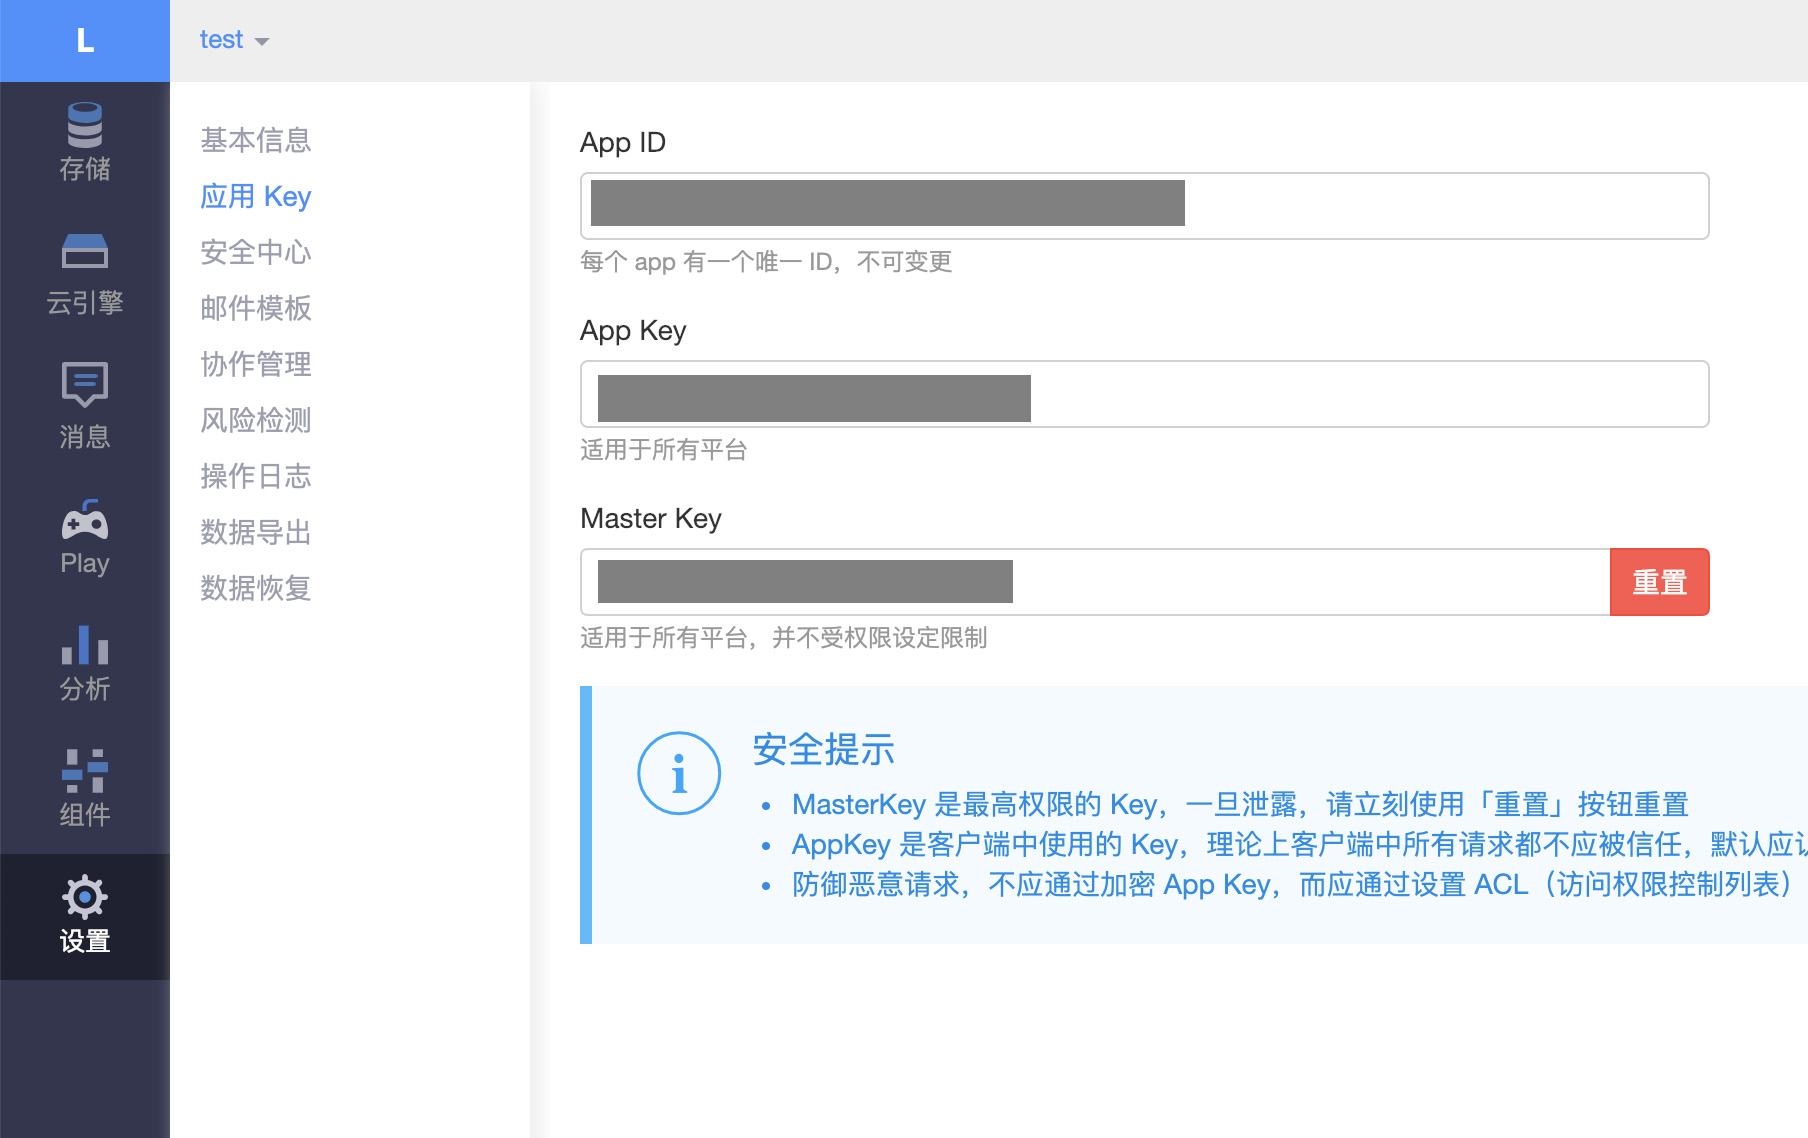 L
test
存储
云引擎
消息
Play
分析
组件
设置
基本信息
应用 Key
安全中心
邮件模板
协作管理
风险检测
操作日志
数据导出
数据恢复
App ID
每个 app 有一个唯一 ID，不可变更
App Key
适用于所有平台
Master Key
重置
适用于所有平台，并不受权限设定限制
安全提示
• MasterKey 是最高权限的 Key，一旦泄露，请立刻使用「重置」按钮重置
• AppKey 是客户端中使用的 Key，理论上客户端中所有请求都不应被信任，默认应
• 防御恶意请求，不应通过加密 App Key，而应通过设置 ACL（访问权限控制列表）